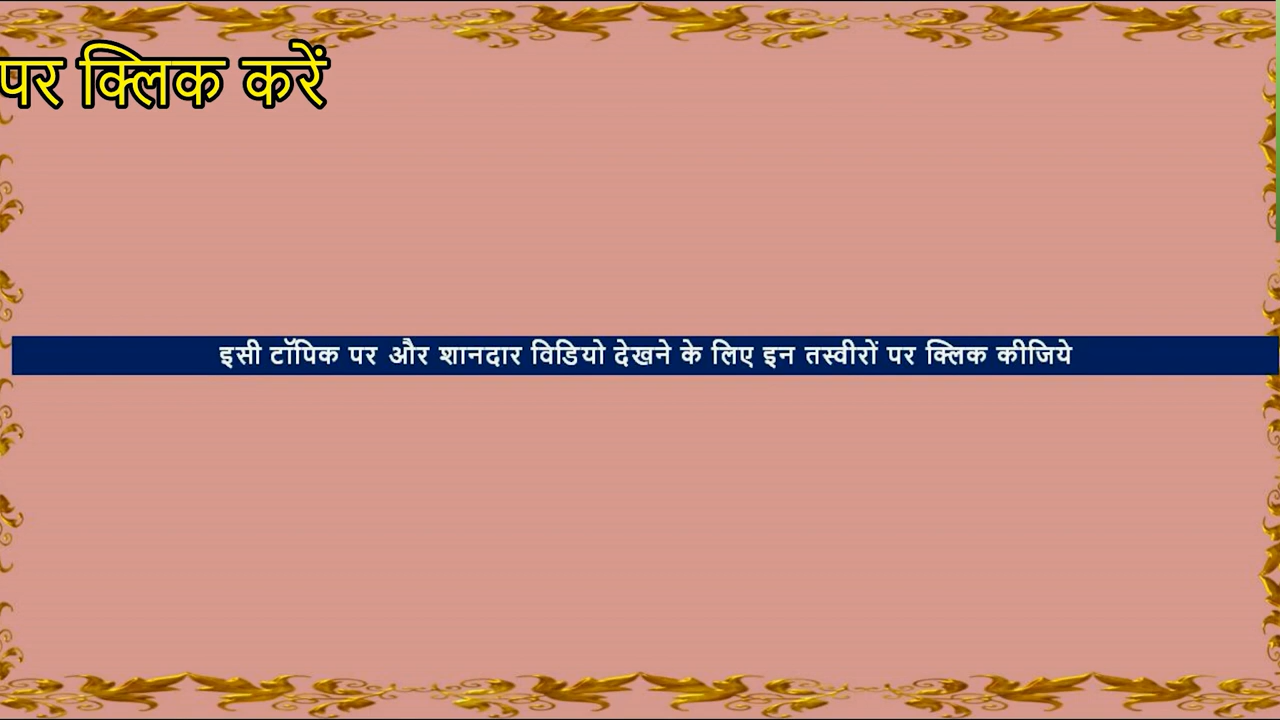 पर क्लिक करें
इसी टॉपिक पर और शानदार विडियो देखने के लिए इन तस्वीरों पर क्लिक कीजिये